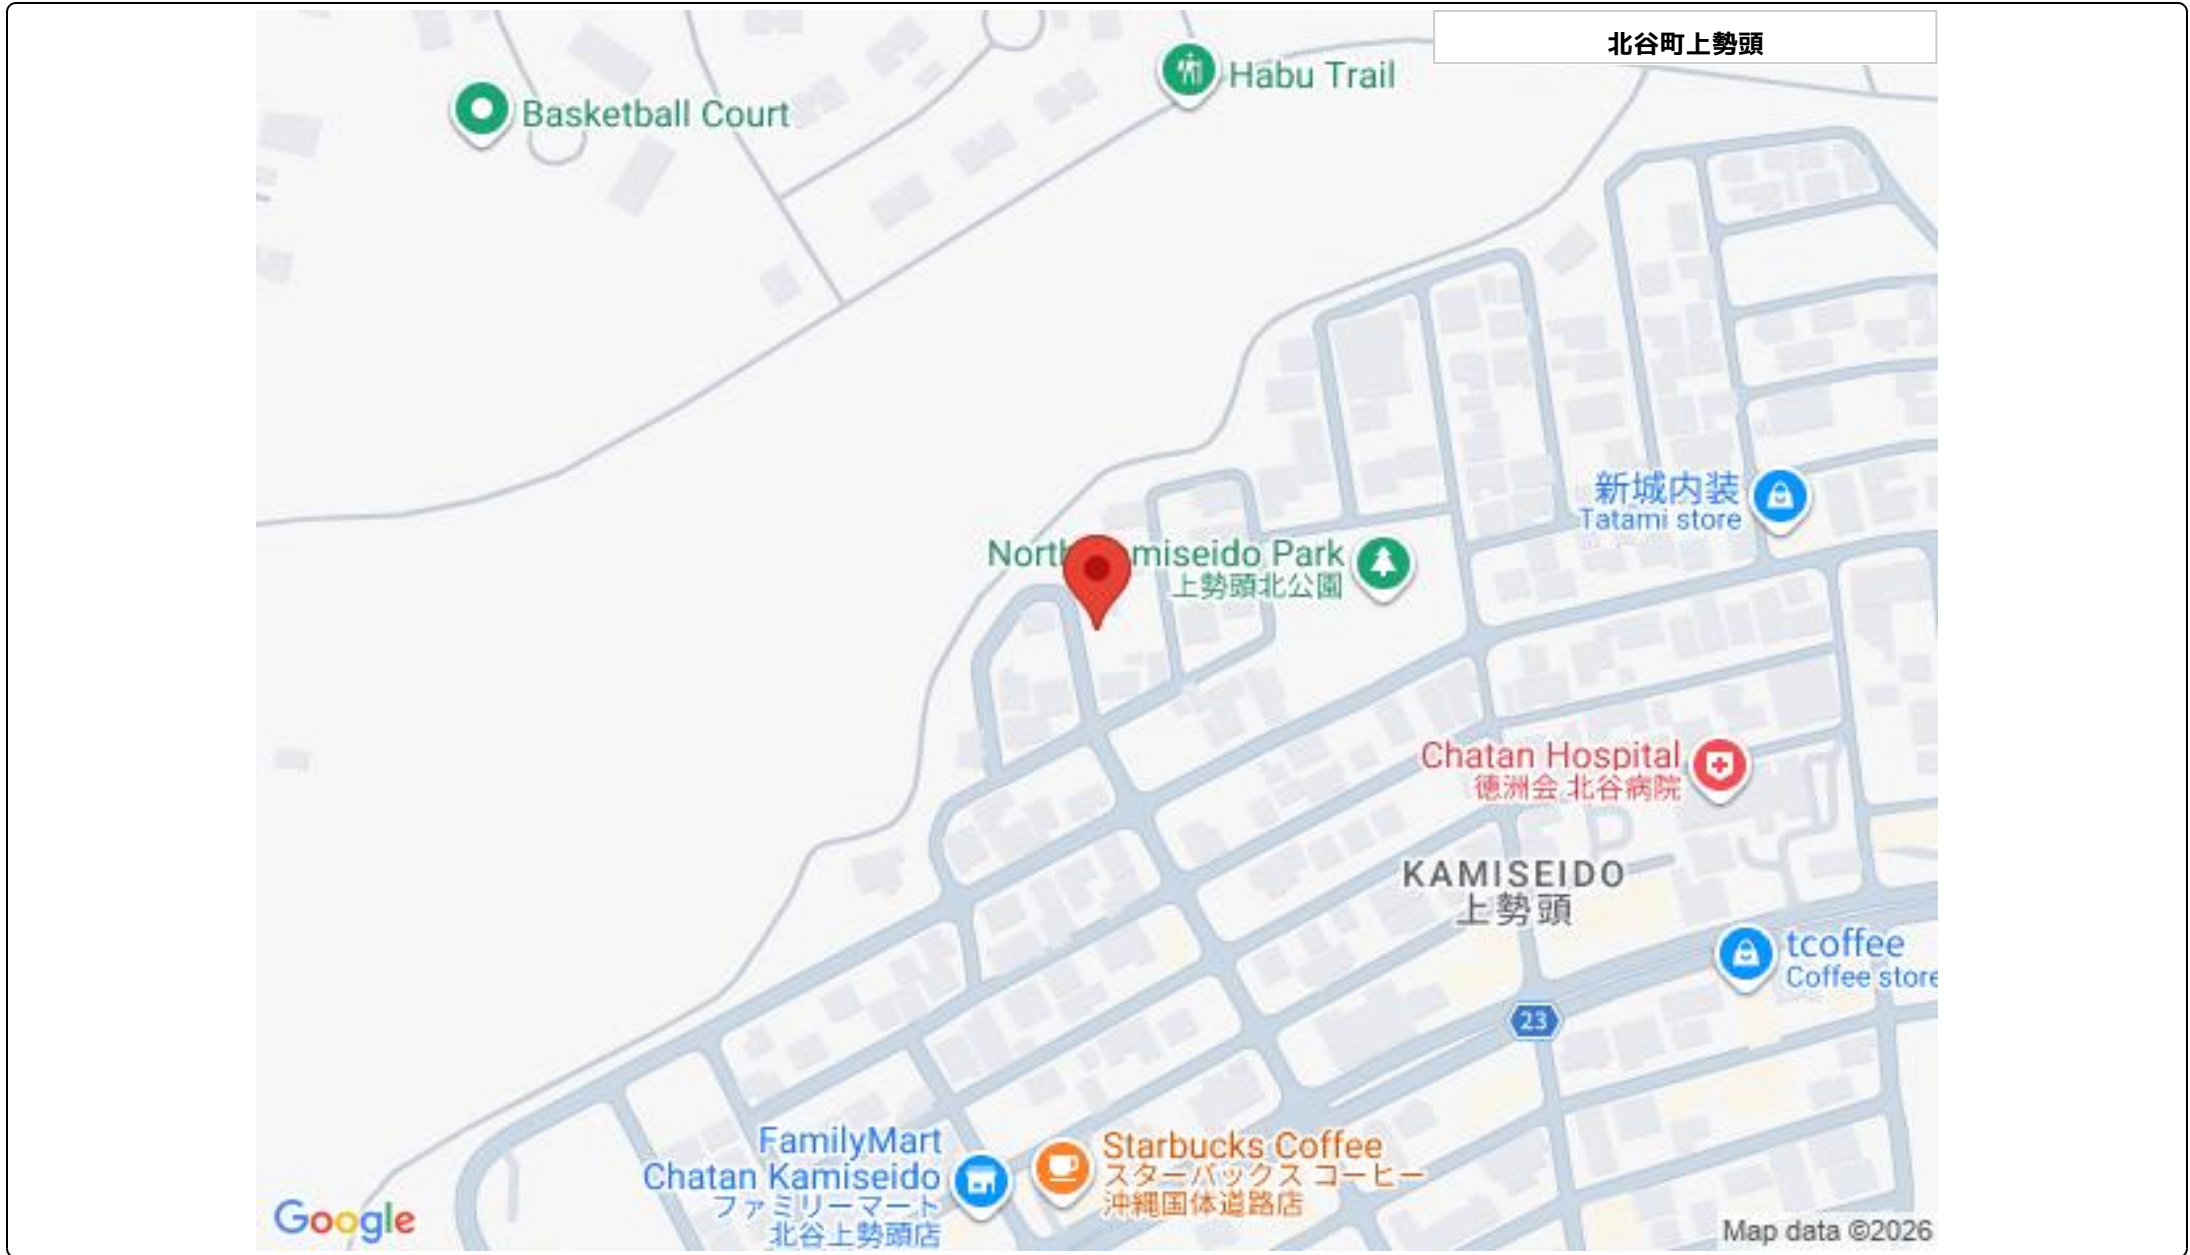 北谷町上勢頭
Habu Trail
Basketball Court
新城内装
Tatami store
North miseido Park
上勢頭北公園
Chatan Hospital
徳洲会 北谷病院
KAMISEIDO
上勢頭
tcoffee
Coffee store
23
FamilyMart
Chatan Kamiseido
ファミリーマート
北谷上勢頭店
Starbucks Coffee
スターバックス コーヒー
沖縄国体道路店
Google
Map data ©2026